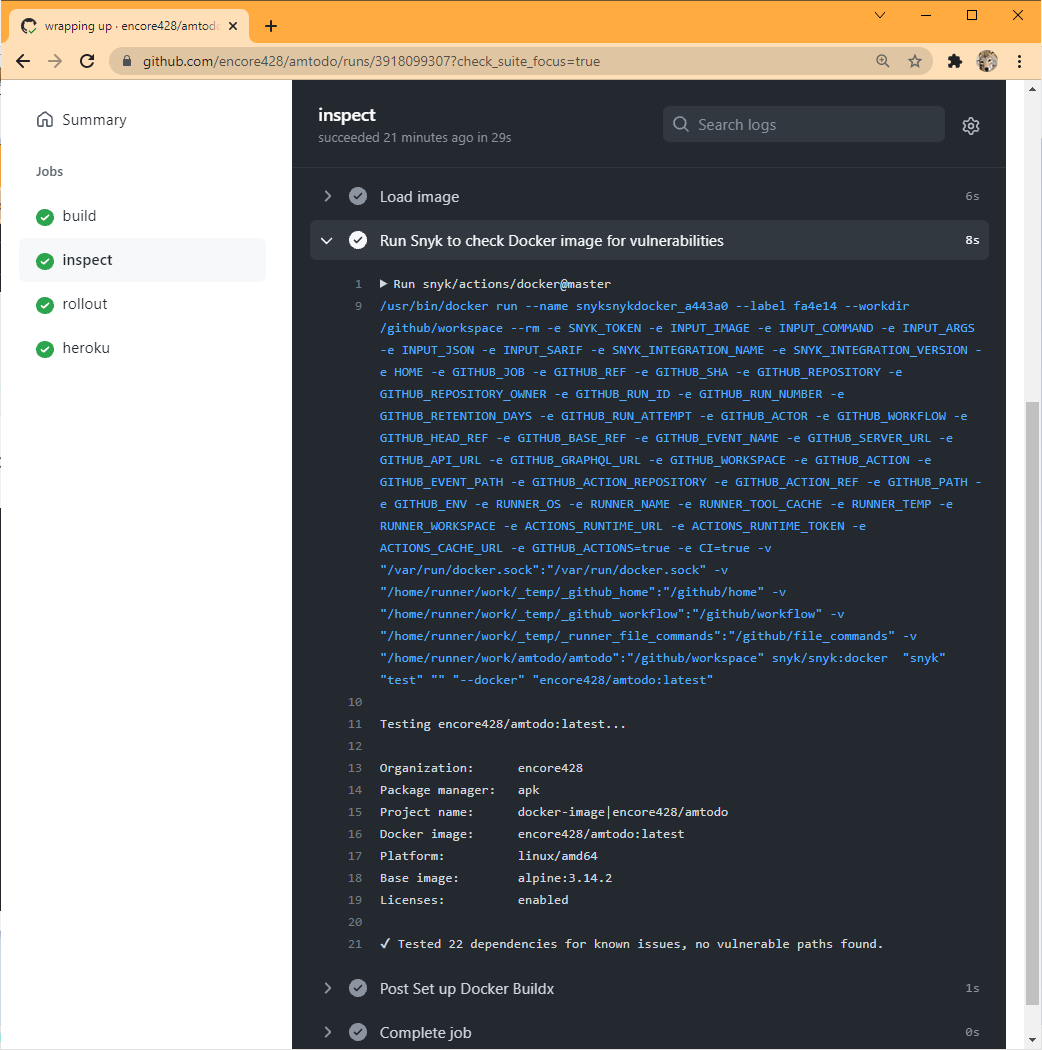 wrapping up · encore428/amtodo
github.com/encore428/amtodo/runs/3918099307?check_suite_focus=true
Summary
Jobs
build
inspect
rollout
heroku
inspect
succeeded 21 minutes ago in 29s
Search logs
Load image 6s
Run Snyk to check Docker image for vulnerabilities 8s
1 ▶ Run snyk/actions/docker@master
9 /usr/bin/docker run --name snyksnykdocker_a443a0 --label fa4e14 --workdir
/github/workspace --rm -e SNYK_TOKEN -e INPUT_IMAGE -e INPUT_COMMAND -e INPUT_ARGS
-e INPUT_JSON -e INPUT_SARIF -e SNYK_INTEGRATION_NAME -e SNYK_INTEGRATION_VERSION -
e HOME -e GITHUB_JOB -e GITHUB_REF -e GITHUB_SHA -e GITHUB_REPOSITORY -e
GITHUB_REPOSITORY_OWNER -e GITHUB_RUN_ID -e GITHUB_RUN_NUMBER -e
GITHUB_RETENTION_DAYS -e GITHUB_RUN_ATTEMPT -e GITHUB_ACTOR -e GITHUB_WORKFLOW -e
GITHUB_HEAD_REF -e GITHUB_BASE_REF -e GITHUB_EVENT_NAME -e GITHUB_SERVER_URL -e
GITHUB_API_URL -e GITHUB_GRAPHQL_URL -e GITHUB_WORKSPACE -e GITHUB_ACTION -e
GITHUB_EVENT_PATH -e GITHUB_ACTION_REPOSITORY -e GITHUB_ACTION_REF -e GITHUB_PATH -
e GITHUB_ENV -e RUNNER_OS -e RUNNER_NAME -e RUNNER_TOOL_CACHE -e RUNNER_TEMP -e
RUNNER_WORKSPACE -e ACTIONS_RUNTIME_URL -e ACTIONS_RUNTIME_TOKEN -e
ACTIONS_CACHE_URL -e GITHUB_ACTIONS=true -e CI=true -v
"/var/run/docker.sock":"/var/run/docker.sock" -v
"/home/runner/work/_temp/_github_home":"/github/home" -v
"/home/runner/work/_temp/_github_workflow":"/github/workflow" -v
"/home/runner/work/_temp/_runner_file_commands":"/github/file_commands" -v
"/home/runner/work/amtodo/amtodo":"/github/workspace" snyk/snyk:docker  "snyk"
"test" "" "--docker" "encore428/amtodo:latest"
10
11 Testing encore428/amtodo:latest...
12
13 Organization:      encore428
14 Package manager:   apk
15 Project name:      docker-image|encore428/amtodo
16 Docker image:      encore428/amtodo:latest
17 Platform:          linux/amd64
18 Base image:        alpine:3.14.2
19 Licenses:          enabled
20
21 ✓ Tested 22 dependencies for known issues, no vulnerable paths found.
Post Set up Docker Buildx 1s
Complete job 0s